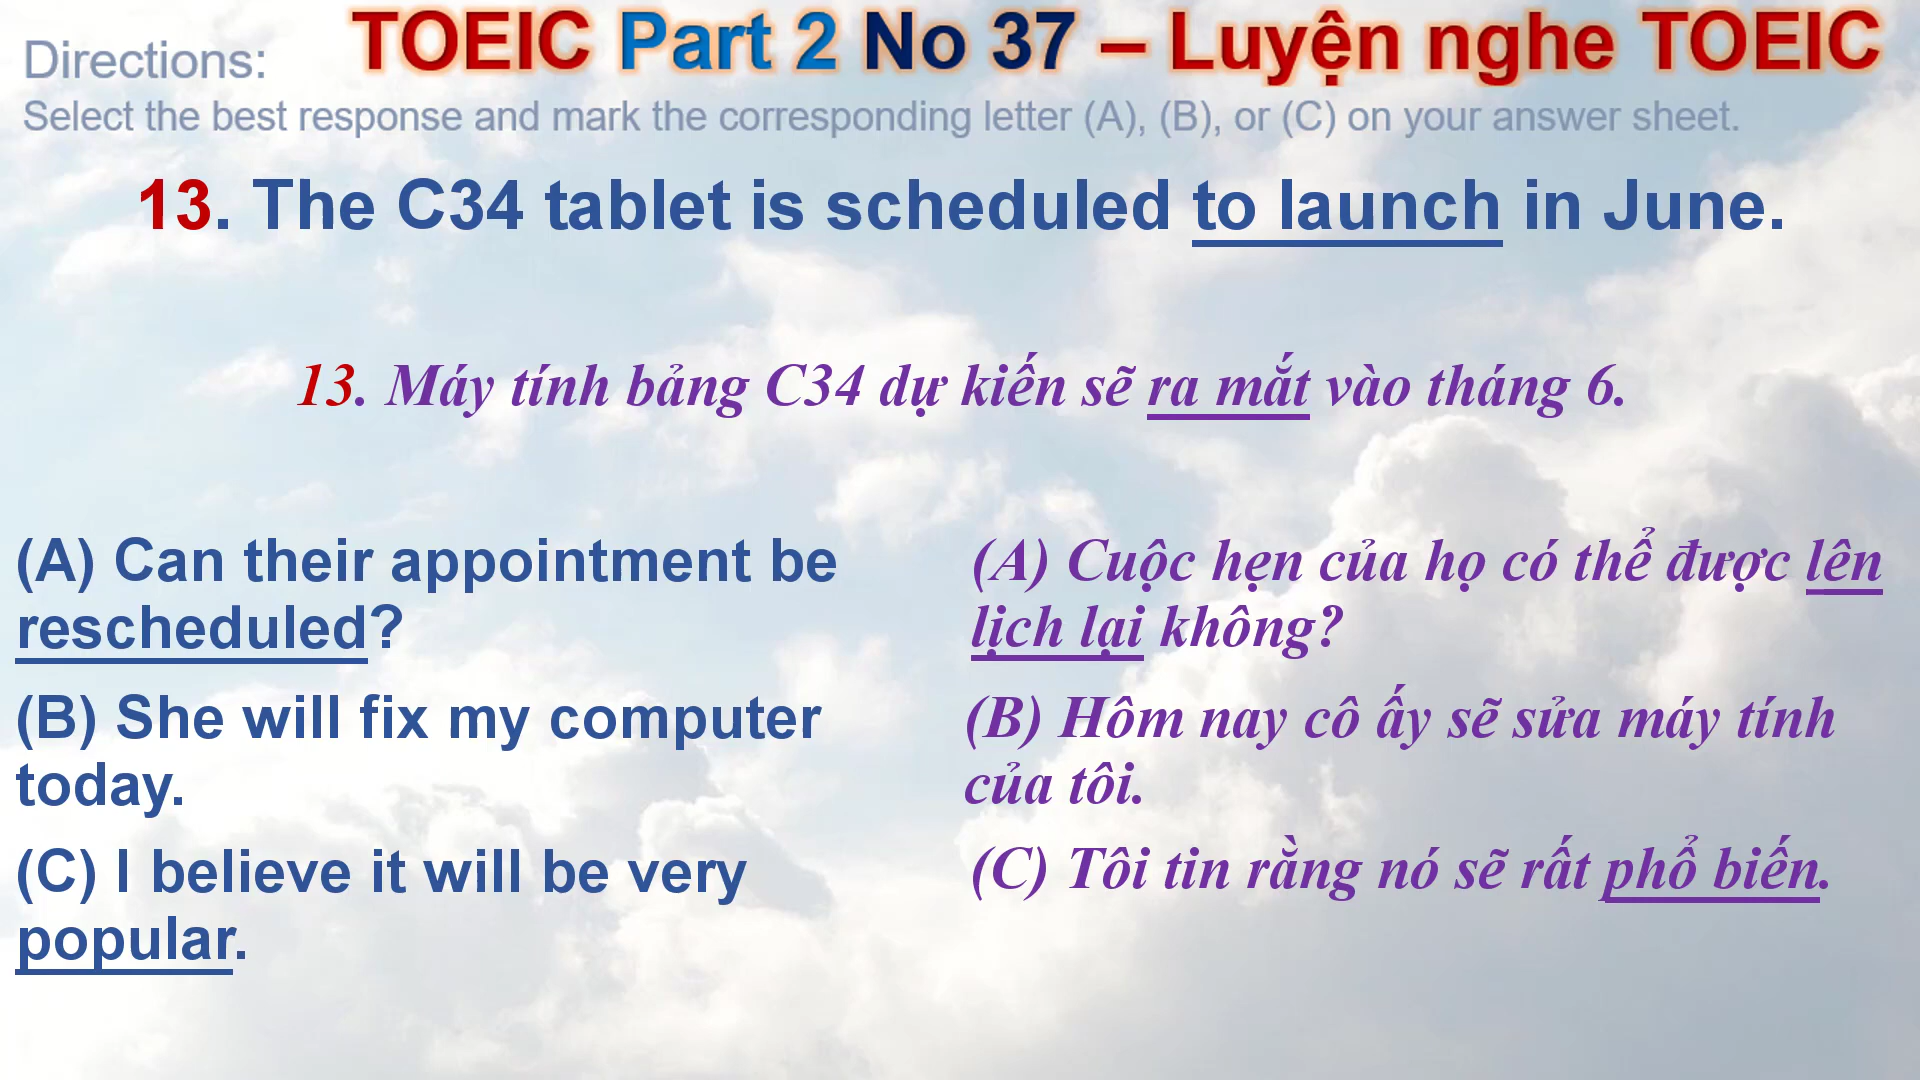 TOEIC Part 2 No 37 – Luyện nghe TOEIC
Directions:
Select the best response and mark the corresponding letter (A), (B), or (C) on your answer sheet.
13. The C34 tablet is scheduled to launch in June.
13. Máy tính bảng C34 dự kiến sẽ ra mắt vào tháng 6.
(A) Can their appointment be
rescheduled?
(B) She will fix my computer
today.
(C) I believe it will be very
popular.
(A) Cuộc hẹn của họ có thể được lên
lịch lại không?
(B) Hôm nay cô ấy sẽ sửa máy tính
của tôi.
(C) Tôi tin rằng nó sẽ rất phổ biến.